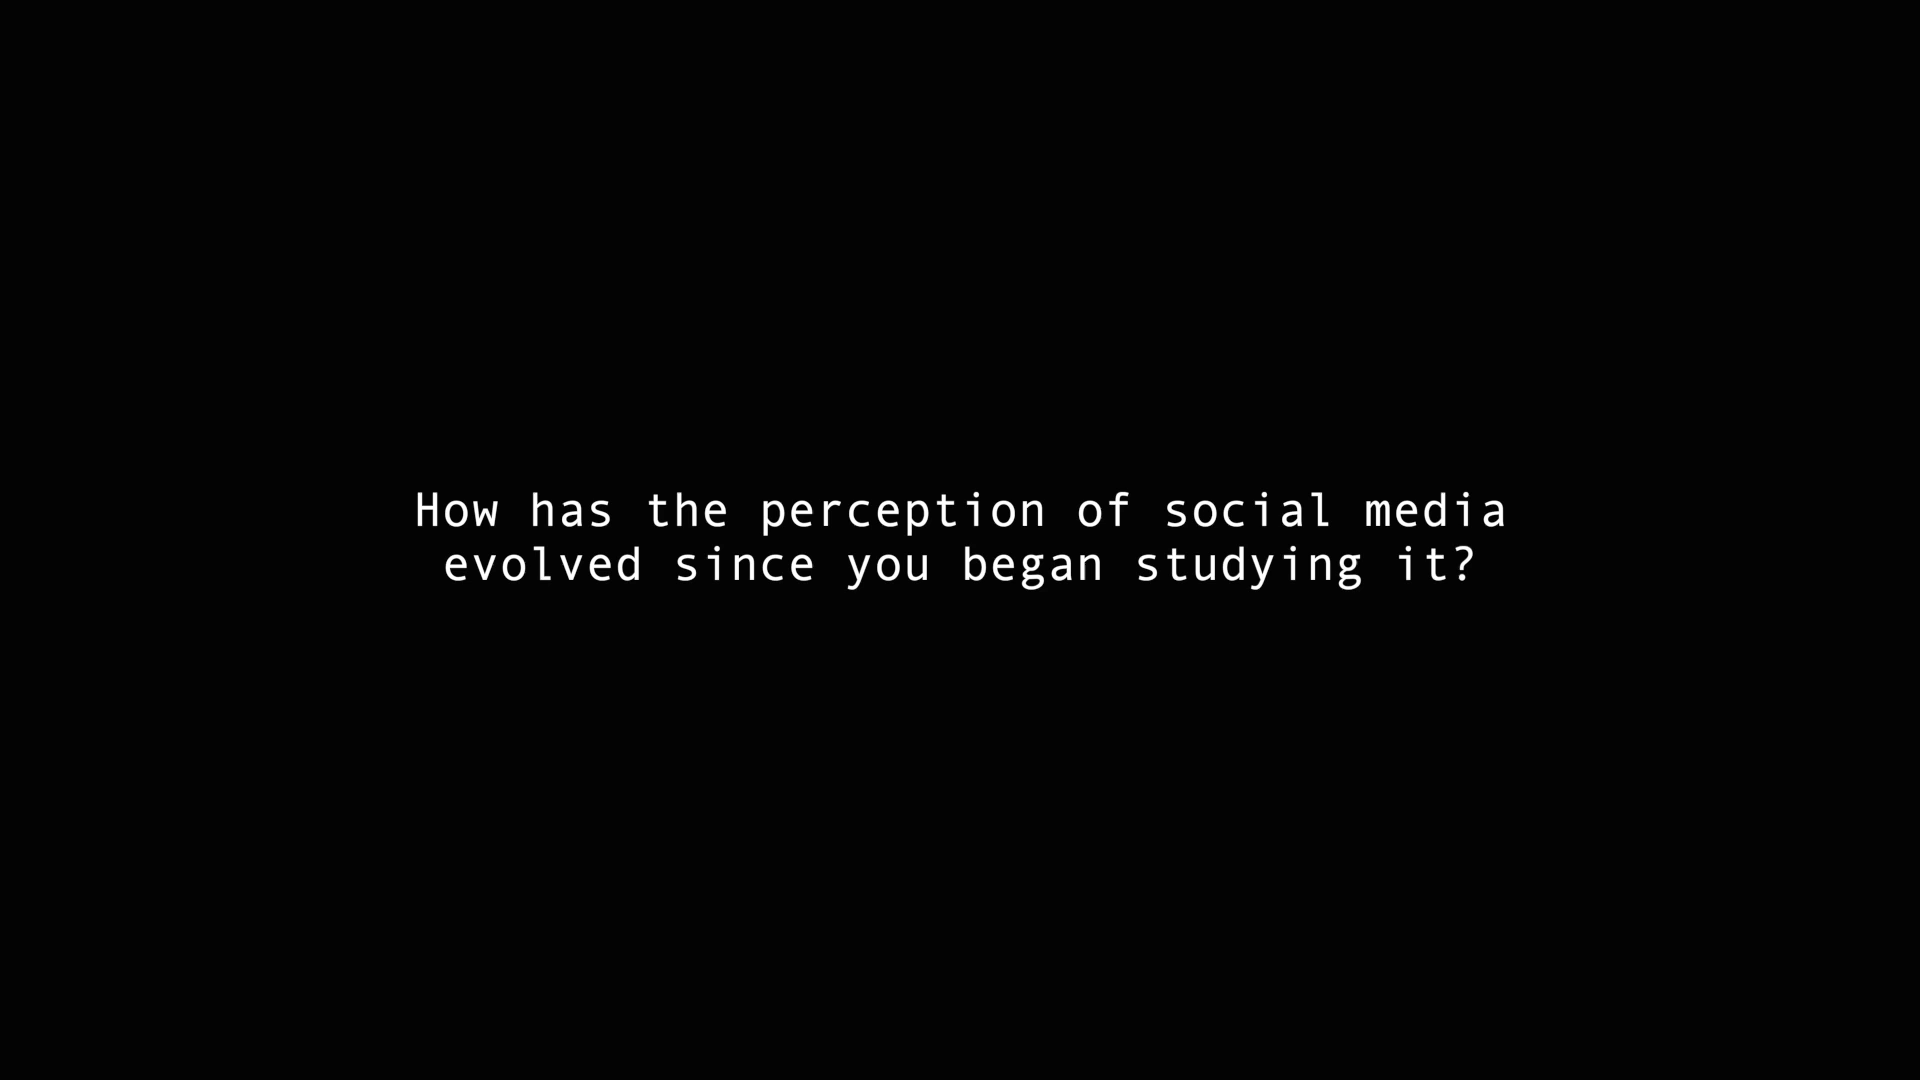 How has the perception of social media
evolved since you began studying it?